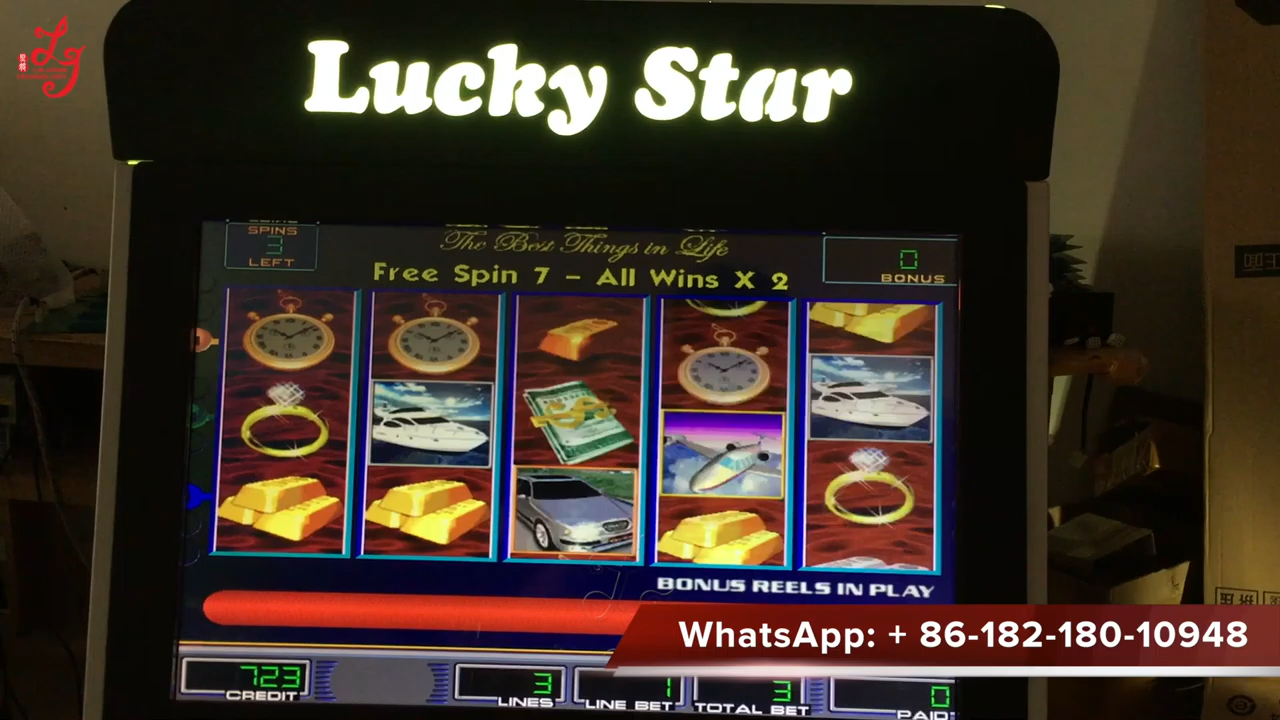 Lg
Lucky Star
SPINS
3
LEFT
The Best Things in Life
0
BONUS
Free Spin 7 – All Wins X 2
BONUS REELS IN PLAY
WhatsApp: + 86-182-180-10948
723
CREDIT
3
LINES
1
LINE BET
3
TOTAL BET
0
PAID